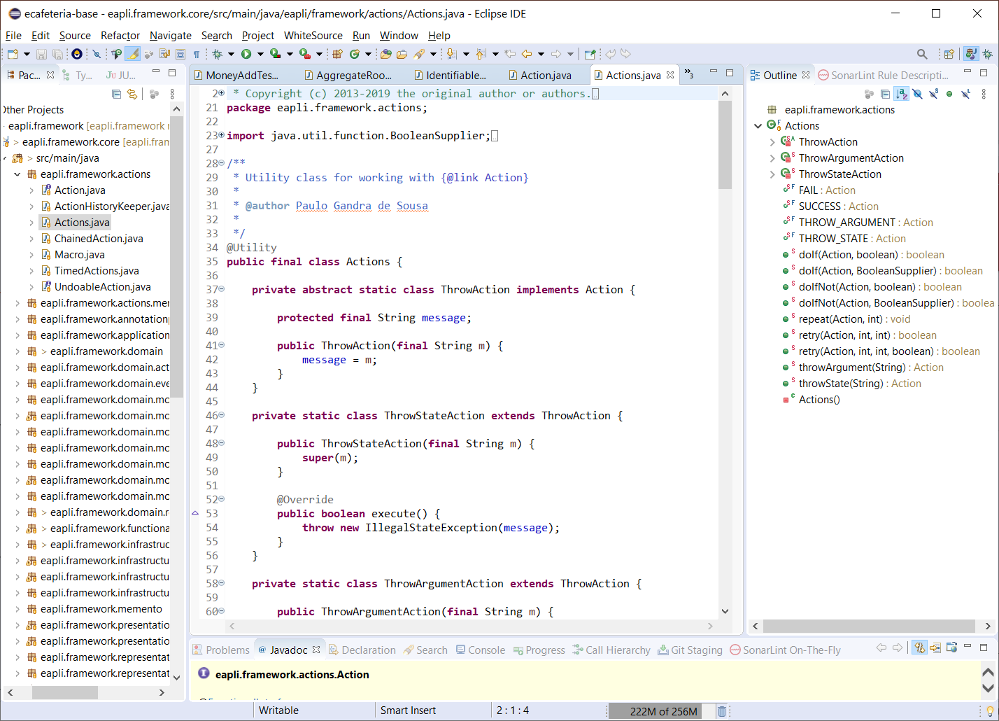 ecafeteria-base - eapli.framework.core/src/main/java/eapli/framework/actions/Actions.java - Eclipse IDE
File Edit Source Refactor Navigate Search Project WhiteSource Run Window Help
Pac... Ty... JU...
Other Projects
eapli.framework [eapli.framework
> eapli.framework.core [eapli.fram
> src/main/java
eapli.framework.actions
Action.java
ActionHistoryKeeper.java
Actions.java
ChainedAction.java
Macro.java
TimedActions.java
UndoableAction.java
eapli.framework.actions.mer
eapli.framework.annotation
eapli.framework.application
> eapli.framework.domain
eapli.framework.domain.act
eapli.framework.domain.eve
eapli.framework.domain.mo
eapli.framework.domain.mo
eapli.framework.domain.mo
eapli.framework.domain.mo
eapli.framework.domain.mo
eapli.framework.domain.mo
eapli.framework.domain.mo
> eapli.framework.domain.r
eapli.framework.functiona
> eapli.framework.infrastruc
eapli.framework.infrastructu
eapli.framework.infrastructu
eapli.framework.infrastructu
eapli.framework.memento
eapli.framework.presentatio
eapli.framework.presentatio
eapli.framework.representat
eapli.framework.representat
MoneyAddTes... AggregateRoo... Identifiable... Action.java Actions.java »3
2 * Copyright (c) 2013-2019 the original author or authors.
21 package eapli.framework.actions;
22
23 import java.util.function.BooleanSupplier;
27
28 /**
29 * Utility class for working with {@link Action}
30 *
31 * @author Paulo Gandra de Sousa
32 *
33 */
34 @Utility
35 public final class Actions {
36
37 private abstract static class ThrowAction implements Action {
38
39 protected final String message;
40
41 public ThrowAction(final String m) {
42 message = m;
43 }
44 }
45
46 private static class ThrowStateAction extends ThrowAction {
47
48 public ThrowStateAction(final String m) {
49 super(m);
50 }
51
52 @Override
53 public boolean execute() {
54 throw new IllegalStateException(message);
55 }
56 }
57
58 private static class ThrowArgumentAction extends ThrowAction {
59
60 public ThrowArgumentAction(final String m) {
Outline SonarLint Rule Descripti...
eapli.framework.actions
Actions
ThrowAction
ThrowArgumentAction
ThrowStateAction
FAIL : Action
SUCCESS : Action
THROW_ARGUMENT : Action
THROW_STATE : Action
doIf(Action, boolean) : boolean
doIf(Action, BooleanSupplier) : boolean
doIfNot(Action, boolean) : boolean
doIfNot(Action, BooleanSupplier) : boolea
repeat(Action, int) : void
retry(Action, int, int) : boolean
retry(Action, int, int, boolean) : boolean
throwArgument(String) : Action
throwState(String) : Action
Actions()
Problems @ Javadoc Declaration Search Console Progress Call Hierarchy Git Staging SonarLint On-The-Fly
eapli.framework.actions.Action
Writable Smart Insert 2 : 1 : 4 222M of 256M